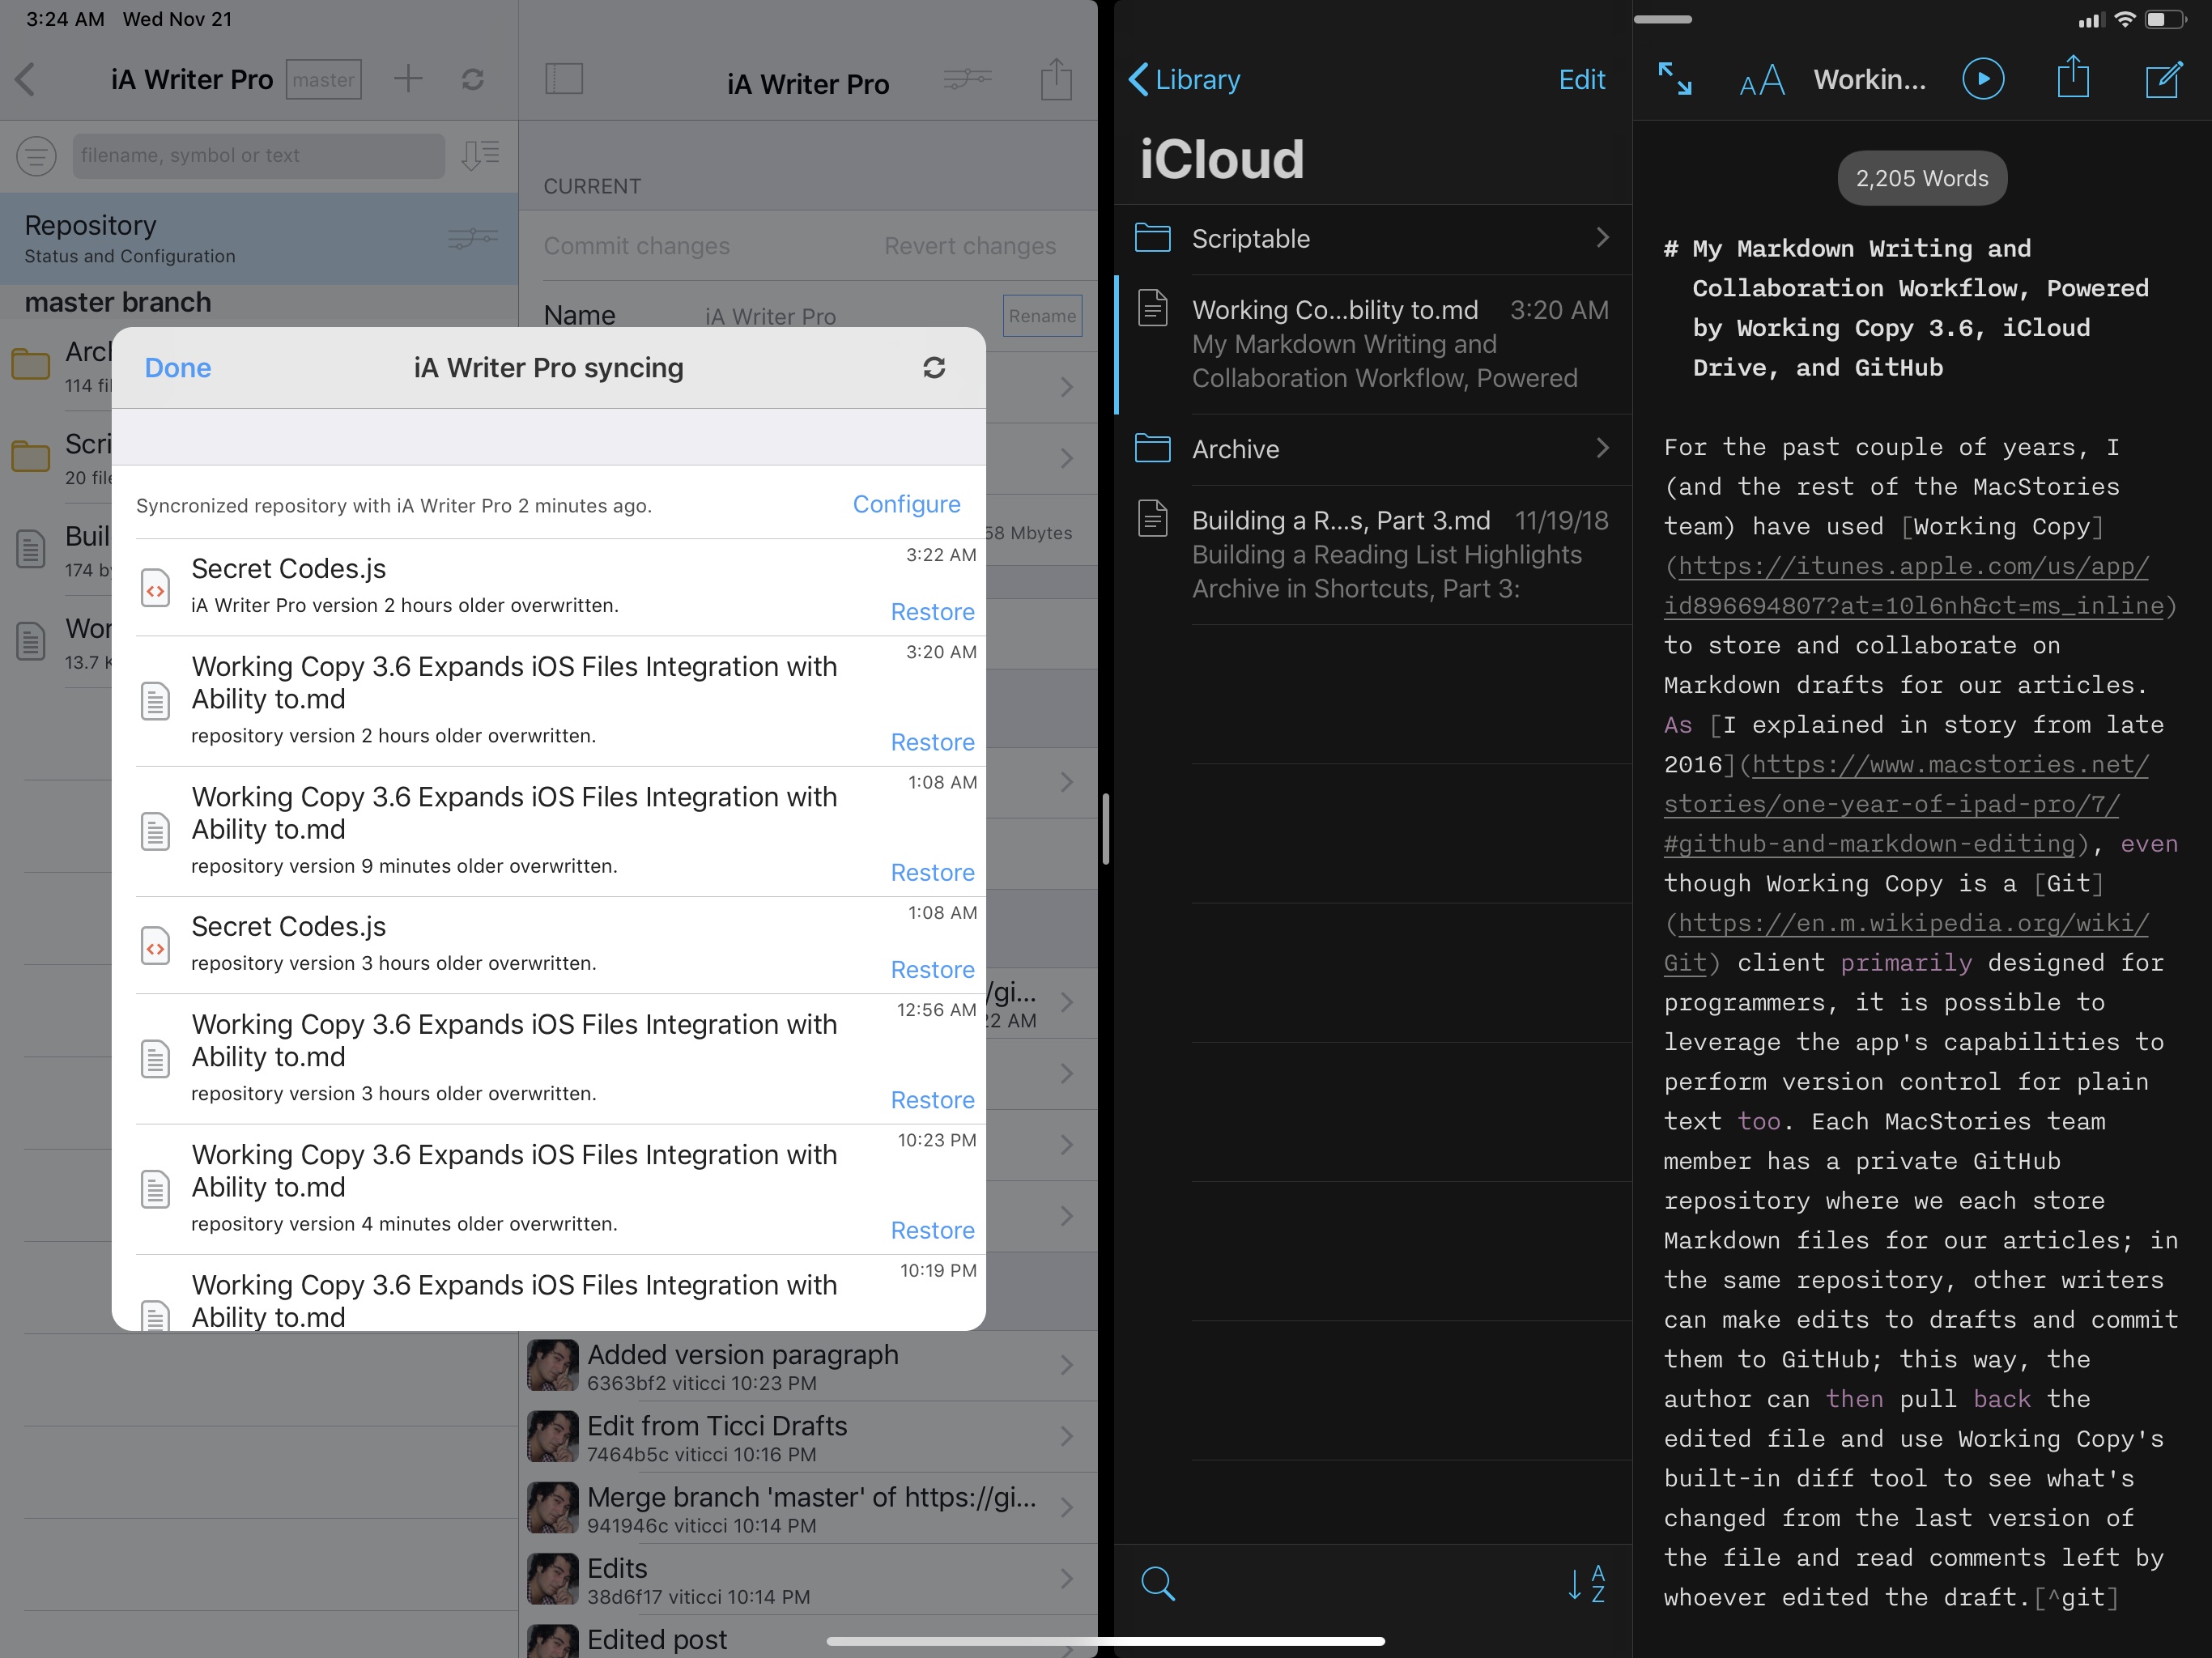 3:24 AM Wed Nov 21
iA Writer Pro master
filename, symbol or text
Repository
Status and Configuration
master branch
114
20
174
Wor
13.7
iA Writer Pro
CURRENT
Commit changes Revert changes
Name iA Writer Pro Rename
58 Mbytes
/gi...
22 AM
Done iA Writer Pro syncing
Syncronized repository with iA Writer Pro 2 minutes ago. Configure
Secret Codes.js 3:22 AM
iA Writer Pro version 2 hours older overwritten.
Restore
Working Copy 3.6 Expands iOS Files Integration with 3:20 AM
Ability to.md
repository version 2 hours older overwritten.
Restore
Working Copy 3.6 Expands iOS Files Integration with 1:08 AM
Ability to.md
repository version 9 minutes older overwritten.
Restore
Secret Codes.js 1:08 AM
repository version 3 hours older overwritten.
Restore
Working Copy 3.6 Expands iOS Files Integration with 12:56 AM
Ability to.md
repository version 3 hours older overwritten.
Restore
Working Copy 3.6 Expands iOS Files Integration with 10:23 PM
Ability to.md
repository version 4 minutes older overwritten.
Restore
Working Copy 3.6 Expands iOS Files Integration with 10:19 PM
Ability to.md
Added version paragraph
6363bf2 viticci 10:23 PM
Edit from Ticci Drafts
7464b5c viticci 10:16 PM
Merge branch 'master' of https://gi...
941946c viticci 10:14 PM
Edits
38d6f17 viticci 10:14 PM
Edited post
Library Edit
iCloud
Scriptable
Working Co...bility to.md 3:20 AM
My Markdown Writing and
Collaboration Workflow, Powered
Archive
Building a R...s, Part 3.md 11/19/18
Building a Reading List Highlights
Archive in Shortcuts, Part 3:
A
Z
AA Workin...
2,205 Words
# My Markdown Writing and
Collaboration Workflow, Powered
by Working Copy 3.6, iCloud
Drive, and GitHub
For the past couple of years, I
(and the rest of the MacStories
team) have used [Working Copy]
(https://itunes.apple.com/us/app/
id896694807?at=10l6nh&ct=ms_inline)
to store and collaborate on
Markdown drafts for our articles.
As [I explained in story from late
2016](https://www.macstories.net/
stories/one-year-of-ipad-pro/7/
#github-and-markdown-editing), even
though Working Copy is a [Git]
(https://en.m.wikipedia.org/wiki/
Git) client primarily designed for
programmers, it is possible to
leverage the app's capabilities to
perform version control for plain
text too. Each MacStories team
member has a private GitHub
repository where we each store
Markdown files for our articles; in
the same repository, other writers
can make edits to drafts and commit
them to GitHub; this way, the
author can then pull back the
edited file and use Working Copy's
built-in diff tool to see what's
changed from the last version of
the file and read comments left by
whoever edited the draft.[^git]